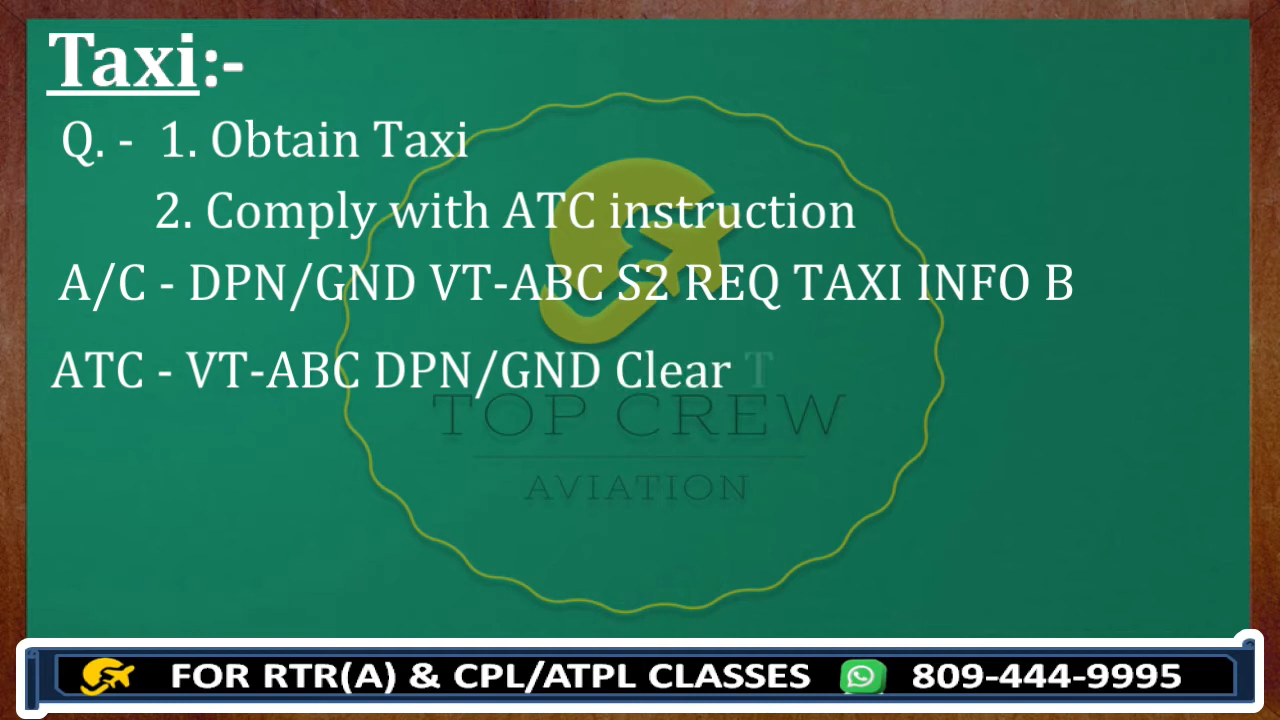 Taxi:-
Q. - 1. Obtain Taxi
2. Comply with ATC instruction
A/C - DPN/GND VT-ABC S2 REQ TAXI INFO B
ATC - VT-ABC DPN/GND Clear T
TOP CREW
AVIATION
FOR RTR(A) & CPL/ATPL CLASSES 809-444-9995